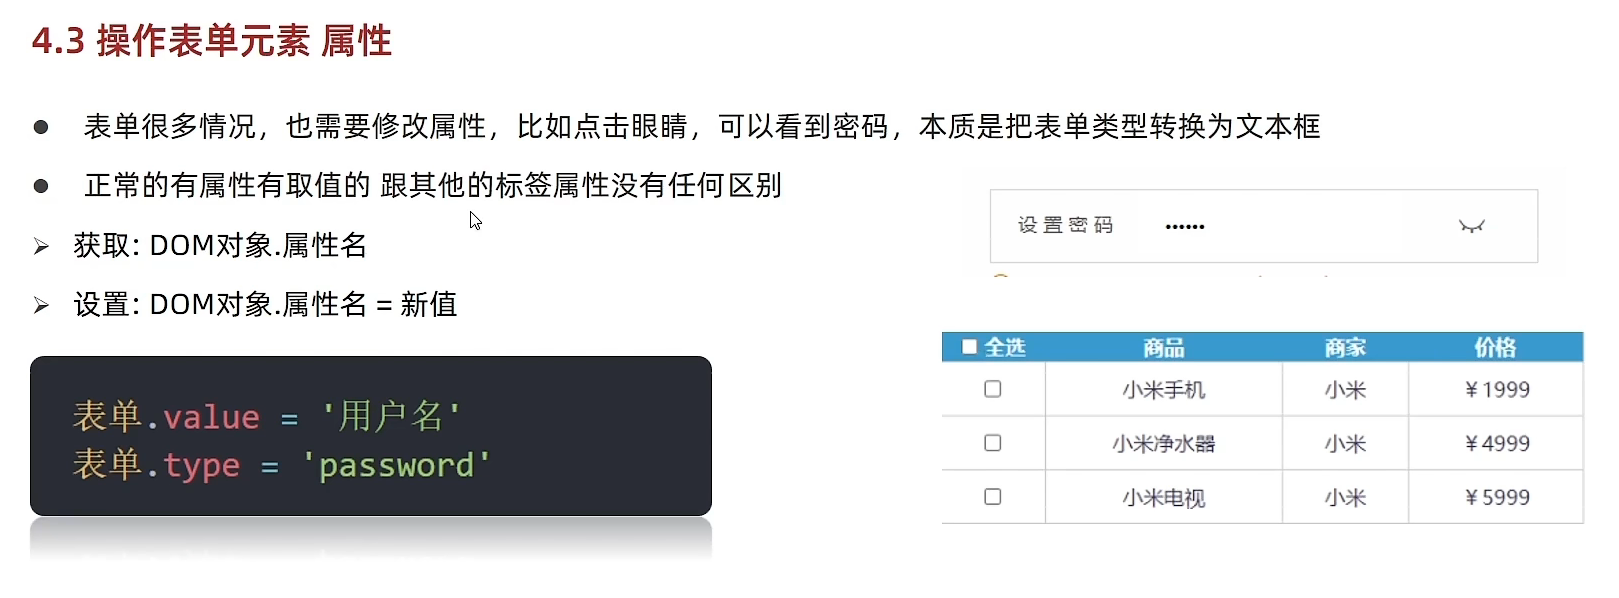 4.3 操作表单元素 属性
表单很多情况，也需要修改属性，比如点击眼睛，可以看到密码，本质是把表单类型转换为文本框
正常的有属性有取值的 跟其他的标签属性没有任何区别
获取: DOM对象.属性名
设置: DOM对象.属性名 = 新值
表单.value = '用户名'
表单.type = 'password'
设置密码 ••••••
全选 商品 商家 价格
小米手机 小米 ￥1999
小米净水器 小米 ￥4999
小米电视 小米 ￥5999